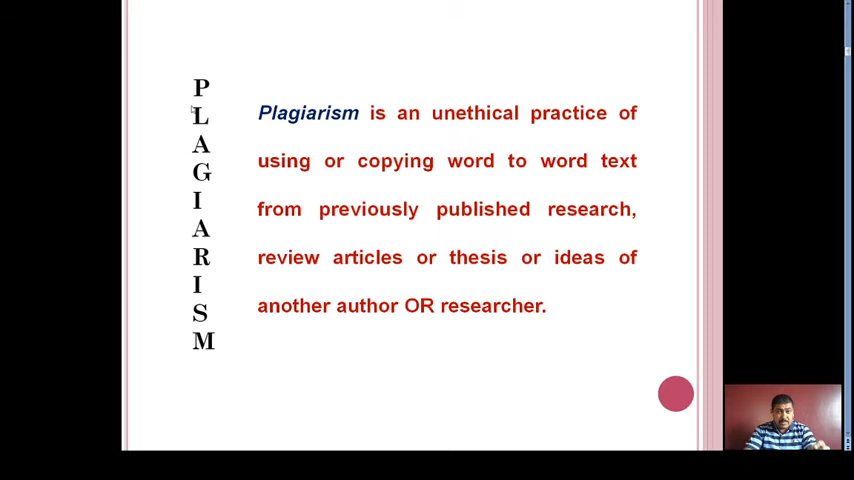 P
L
A
G
I
A
R
I
S
M
Plagiarism is an unethical practice of
using or copying word to word text
from previously published research,
review articles or thesis or ideas of
another author OR researcher.